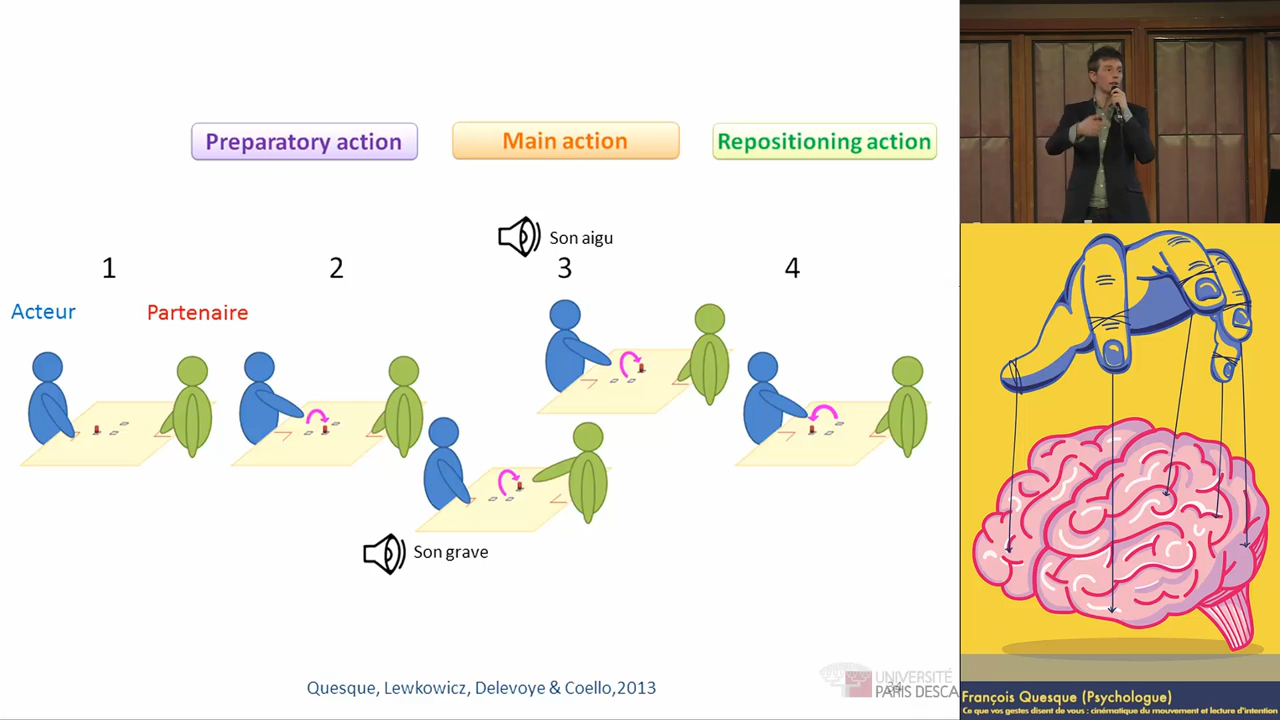 Preparatory action
Main action
Repositioning action
Son aigu
1
2
3
4
Acteur
Partenaire
Son grave
Quesque, Lewkowicz, Delevoye & Coello,2013
UNIVERSITÉ
PARIS DESCA
François Quesque (Psychologue)
Ce que vos gestes disent de vous : cinématique du mouvement et lecture d'intention